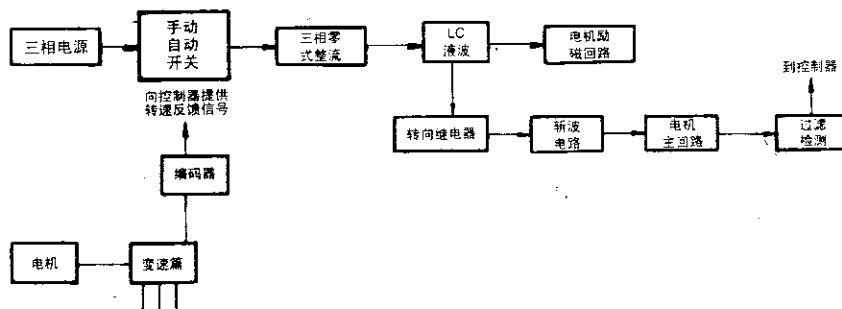 三相电源
手动
自动
开关
三相零
式整流
LC
液波
电机励
磁回路
到控制器
向控制器提供
转速反馈信号
转向继电器
斩波
电路
电机
主回路
过滤
检测
编码器
电机
变速篇